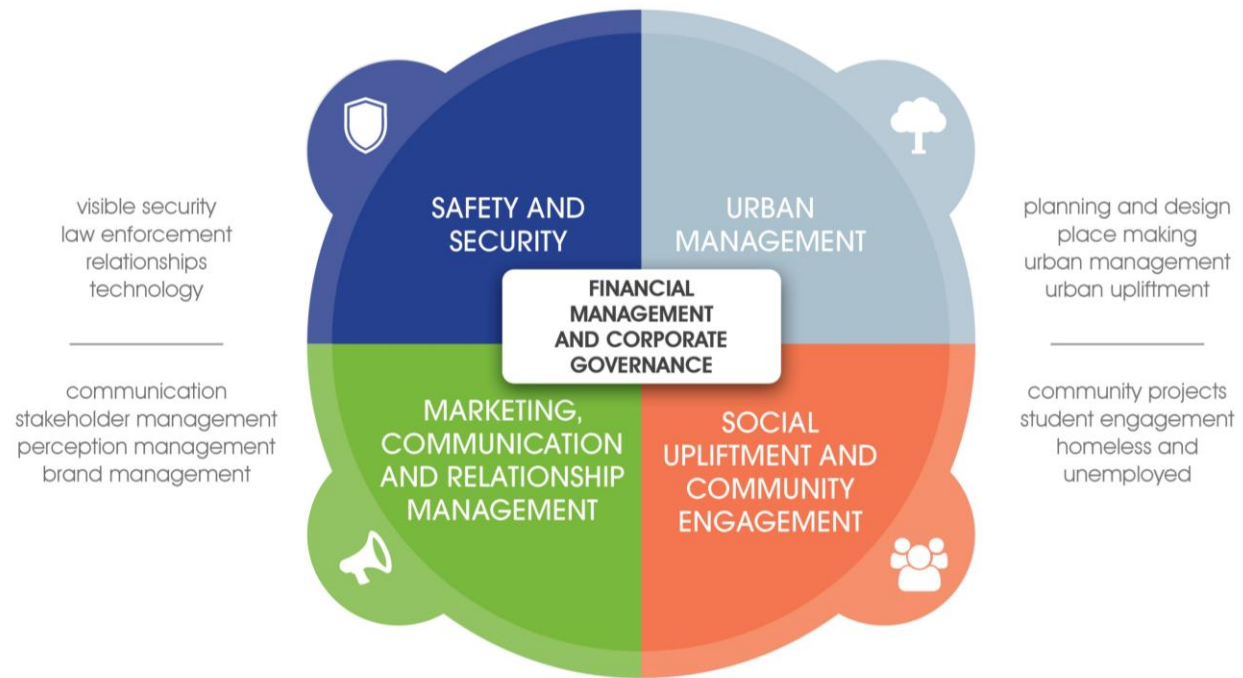 visible security
law enforcement
relationships
technology
communication
stakeholder management
perception management
brand management
SAFETY AND
SECURITY
URBAN
MANAGEMENT
FINANCIAL
MANAGEMENT
AND CORPORATE
GOVERNANCE
MARKETING,
COMMUNICATION
AND RELATIONSHIP
MANAGEMENT
SOCIAL
UPLIFTMENT AND
COMMUNITY
ENGAGEMENT
planning and design
place making
urban management
urban upliftment
community projects
student engagement
homeless and
unemployed